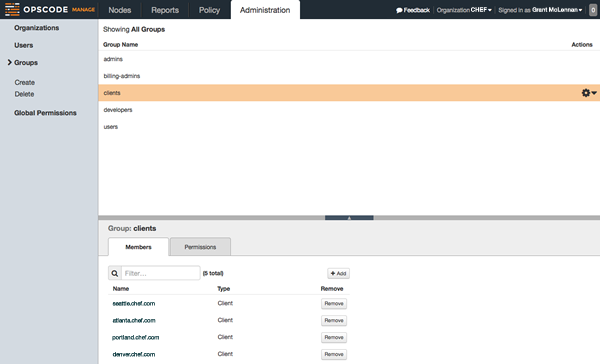 OPSCODE MANAGE Nodes Reports Policy Administration Feedback Organization CHEF Signed in as Grant McLennan 0
Organizations
Users
Groups
Create
Delete
Global Permissions
Showing All Groups
Group Name Actions
admins
billing-admins
clients
developers
users
Group: clients
Members Permissions
Filter... (5 total) + Add
Name Type Remove
seattle.chef.com Client Remove
atlanta.chef.com Client Remove
portland.chef.com Client Remove
denver.chef.com Client Remove